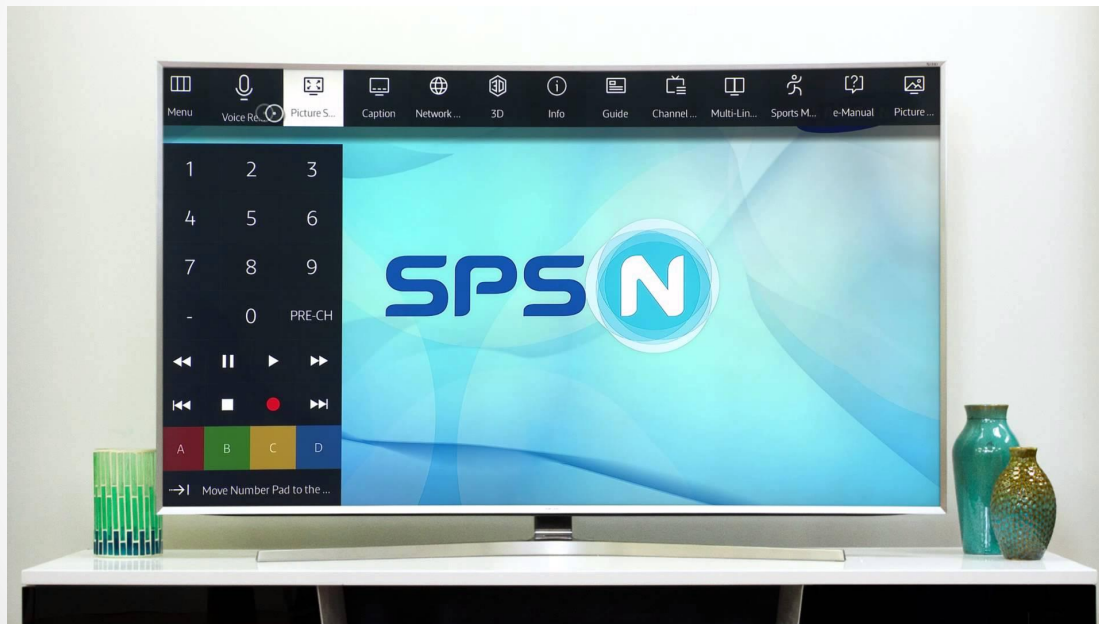 Menu
Voice Re...
Picture S...
Caption
Network ...
3D
Info
Guide
Channel ...
Multi-Lin...
Sports M...
e-Manual
Picture ...
1 2 3
4 5 6
7 8 9
- 0 PRE-CH
A B C D
Move Number Pad to the ...
SPS N